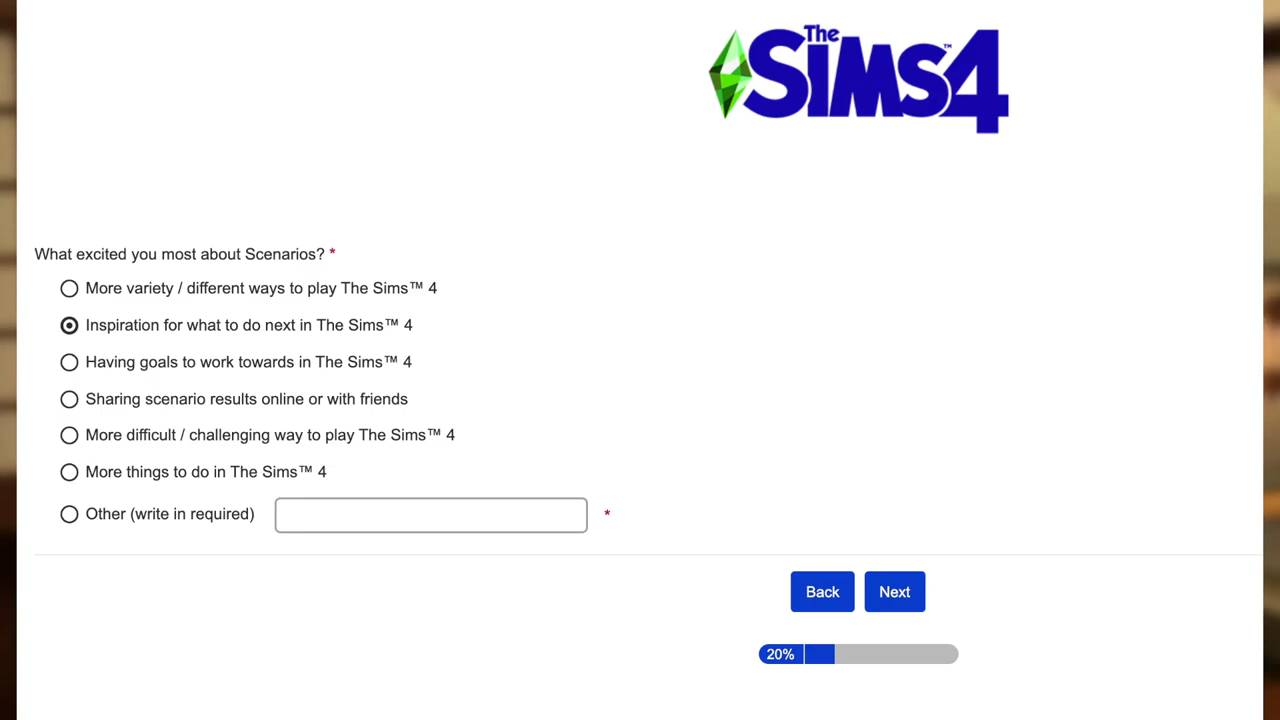 The
SiMS 4™
What excited you most about Scenarios? *
More variety / different ways to play The Sims™ 4
Inspiration for what to do next in The Sims™ 4
Having goals to work towards in The Sims™ 4
Sharing scenario results online or with friends
More difficult / challenging way to play The Sims™ 4
More things to do in The Sims™ 4
Other (write in required) *
Back Next
20%